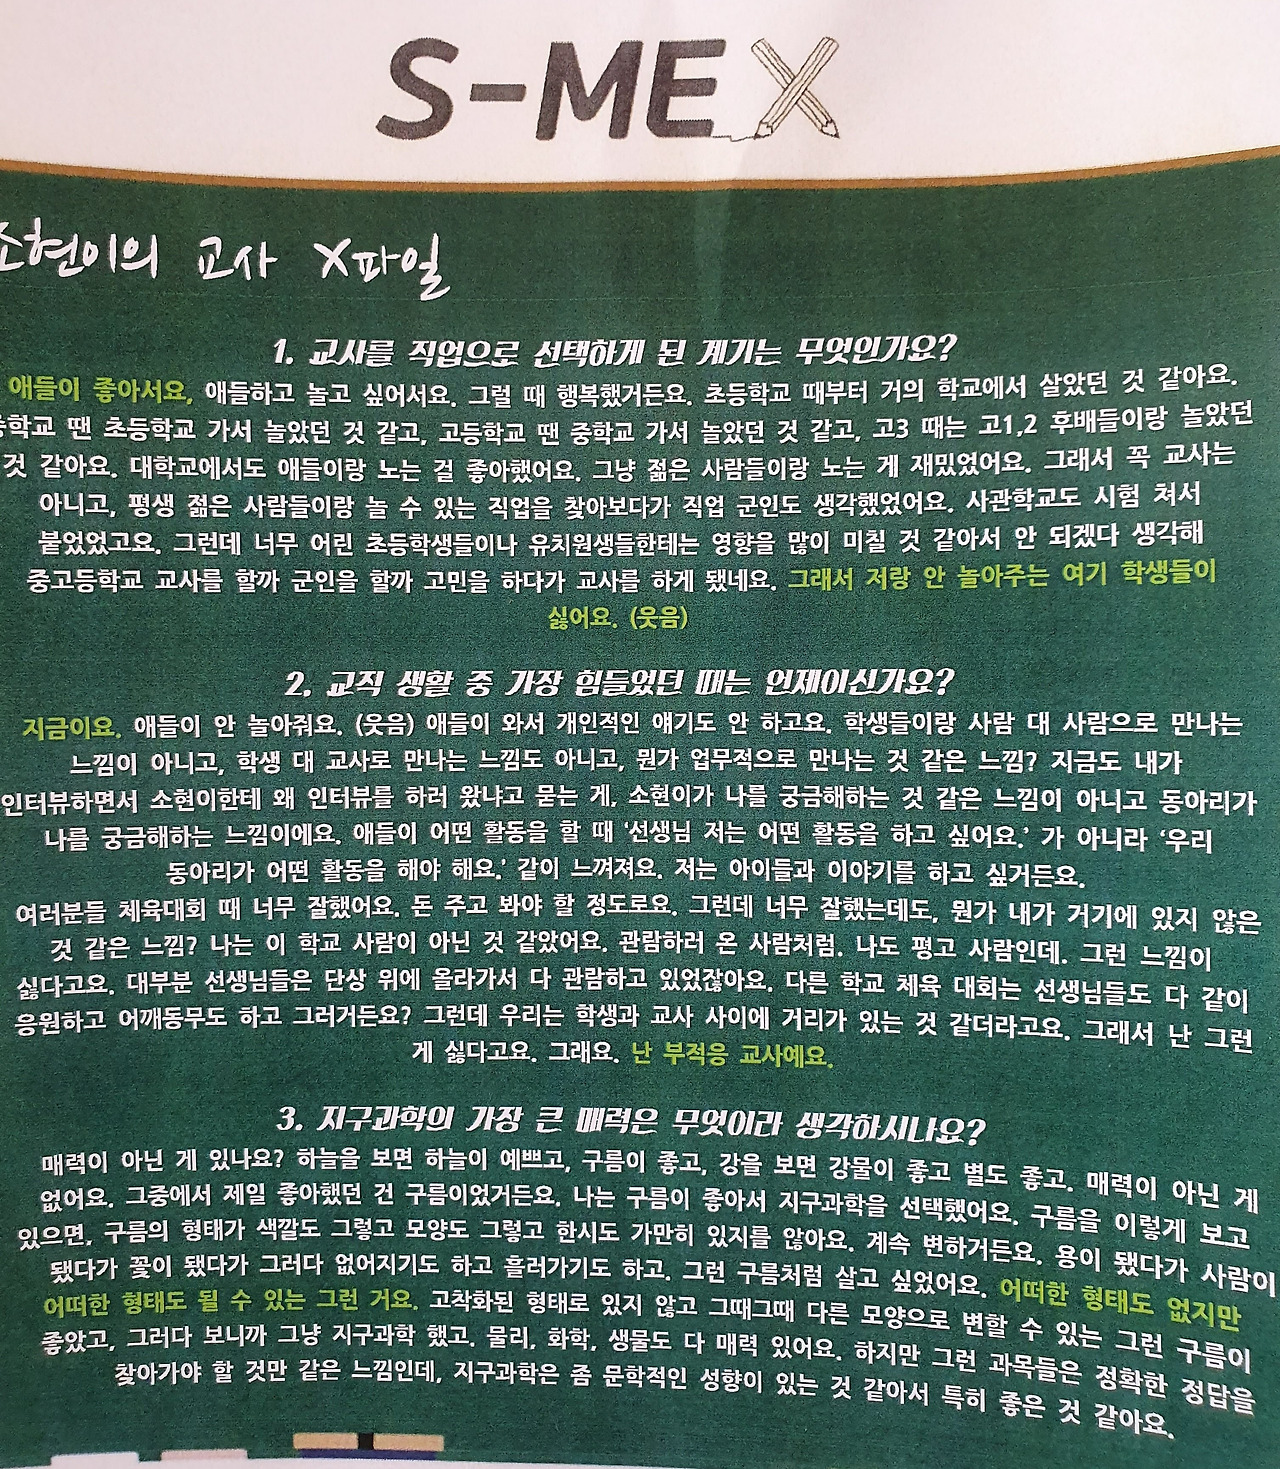 S-MEX
소현이의 교사 X파일
1. 교사를 직업으로 선택하게 된 계기는 무엇인가요?
애들이 좋아서요, 애들하고 놀고 싶어서요. 그럴 때 행복했거든요. 초등학교 때부터 거의 학교에서 살았던 것 같아요.
중학교 땐 초등학교 가서 놀았던 것 같고, 고등학교 땐 중학교 가서 놀았던 것 같고, 고3 때는 고1,2 후배들이랑 놀았던
것 같아요. 대학교에서도 애들이랑 노는 걸 좋아했어요. 그냥 젊은 사람들이랑 노는 게 재밌었어요. 그래서 꼭 교사는
아니고, 평생 젊은 사람들이랑 놀 수 있는 직업을 찾아보다가 직업 군인도 생각했었어요. 사관학교도 시험 쳐서
붙었었고요. 그런데 너무 어린 초등학생들이나 유치원생들한테는 영향을 많이 미칠 것 같아서 안 되겠다 생각해
중고등학교 교사를 할까 군인을 할까 고민을 하다가 교사를 하게 됐네요. 그래서 저랑 안 놀아주는 여기 학생들이
싫어요. (웃음)
2. 교직 생활 중 가장 힘들었던 때는 언제이신가요?
지금이요. 애들이 안 놀아줘요. (웃음) 애들이 와서 개인적인 얘기도 안 하고요. 학생들이랑 사람 대 사람으로 만나는
느낌이 아니고, 학생 대 교사로 만나는 느낌도 아니고, 뭔가 업무적으로 만나는 것 같은 느낌? 지금도 내가
인터뷰하면서 소현이한테 왜 인터뷰를 하러 왔냐고 묻는 게, 소현이가 나를 궁금해하는 것 같은 느낌이 아니고 동아리가
나를 궁금해하는 느낌이에요. 애들이 어떤 활동을 할 때 '선생님 저는 어떤 활동을 하고 싶어요.' 가 아니라 '우리
동아리가 어떤 활동을 해야 해요.' 같이 느껴져요. 저는 아이들과 이야기를 하고 싶거든요.
여러분들 체육대회 때 너무 잘했어요. 돈 주고 봐야 할 정도로요. 그런데 너무 잘했는데도, 뭔가 내가 거기에 있지 않은
것 같은 느낌? 나는 이 학교 사람이 아닌 것 같았어요. 관람하러 온 사람처럼. 나도 평고 사람인데. 그런 느낌이
싫다고요. 대부분 선생님들은 단상 위에 올라가서 다 관람하고 있었잖아요. 다른 학교 체육 대회는 선생님들도 다 같이
응원하고 어깨동무도 하고 그러거든요? 그런데 우리는 학생과 교사 사이에 거리가 있는 것 같더라고요. 그래서 난 그런
게 싫다고요. 그래요. 난 부적응 교사예요.
3. 지구과학의 가장 큰 매력은 무엇이라 생각하시나요?
매력이 아닌 게 있나요? 하늘을 보면 하늘이 예쁘고, 구름이 좋고, 강을 보면 강물이 좋고 별도 좋고. 매력이 아닌 게
없어요. 그중에서 제일 좋아했던 건 구름이었거든요. 나는 구름이 좋아서 지구과학을 선택했어요. 구름을 이렇게 보고
있으면, 구름의 형태가 색깔도 그렇고 모양도 그렇고 한시도 가만히 있지를 않아요. 계속 변하거든요. 용이 됐다가 사람이
됐다가 꽃이 됐다가 그러다 없어지기도 하고 흘러가기도 하고. 그런 구름처럼 살고 싶었어요. 어떠한 형태도 없지만
어떠한 형태도 될 수 있는 그런 거요. 고착화된 형태로 있지 않고 그때그때 다른 모양으로 변할 수 있는 그런 구름이
좋았고, 그러다 보니까 그냥 지구과학 했고. 물리, 화학, 생물도 다 매력 있어요. 하지만 그런 과목들은 정확한 정답을
찾아가야 할 것만 같은 느낌인데, 지구과학은 좀 문학적인 성향이 있는 것 같아서 특히 좋은 것 같아요.